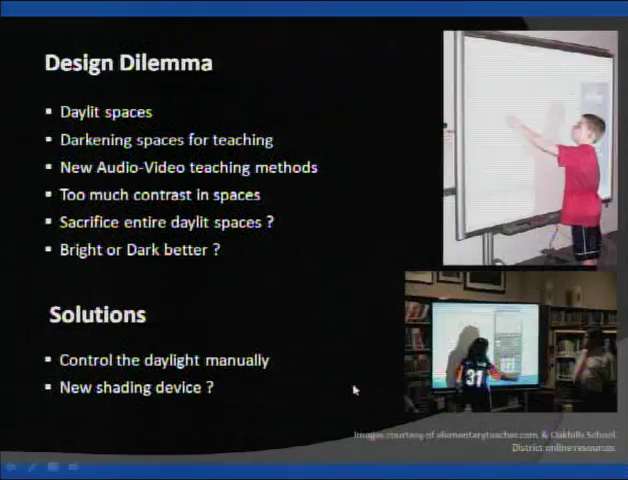 Design Dilemma
Daylit spaces
Darkening spaces for teaching
New Audio-Video teaching methods
Too much contrast in spaces
Sacrifice entire daylit spaces ?
Bright or Dark better ?
Solutions
Control the daylight manually
New shading device ?
31
Images courtesy of elementaryteacher.com & Oakhills School
District online resources